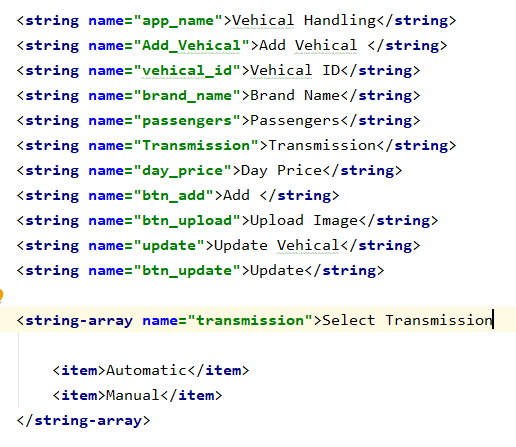 <string name="app_name">Vehical Handling</string>
<string name="Add_Vehical">Add Vehical </string>
<string name="vehical_id">Vehical ID</string>
<string name="brand_name">Brand Name</string>
<string name="passengers">Passengers</string>
<string name="Transmission">Transmission</string>
<string name="day_price">Day Price</string>
<string name="btn_add">Add </string>
<string name="btn_upload">Upload Image</string>
<string name="update">Update Vehical</string>
<string name="btn_update">Update</string>
<string-array name="transmission">Select Transmission
<item>Automatic</item>
<item>Manual</item>
</string-array>